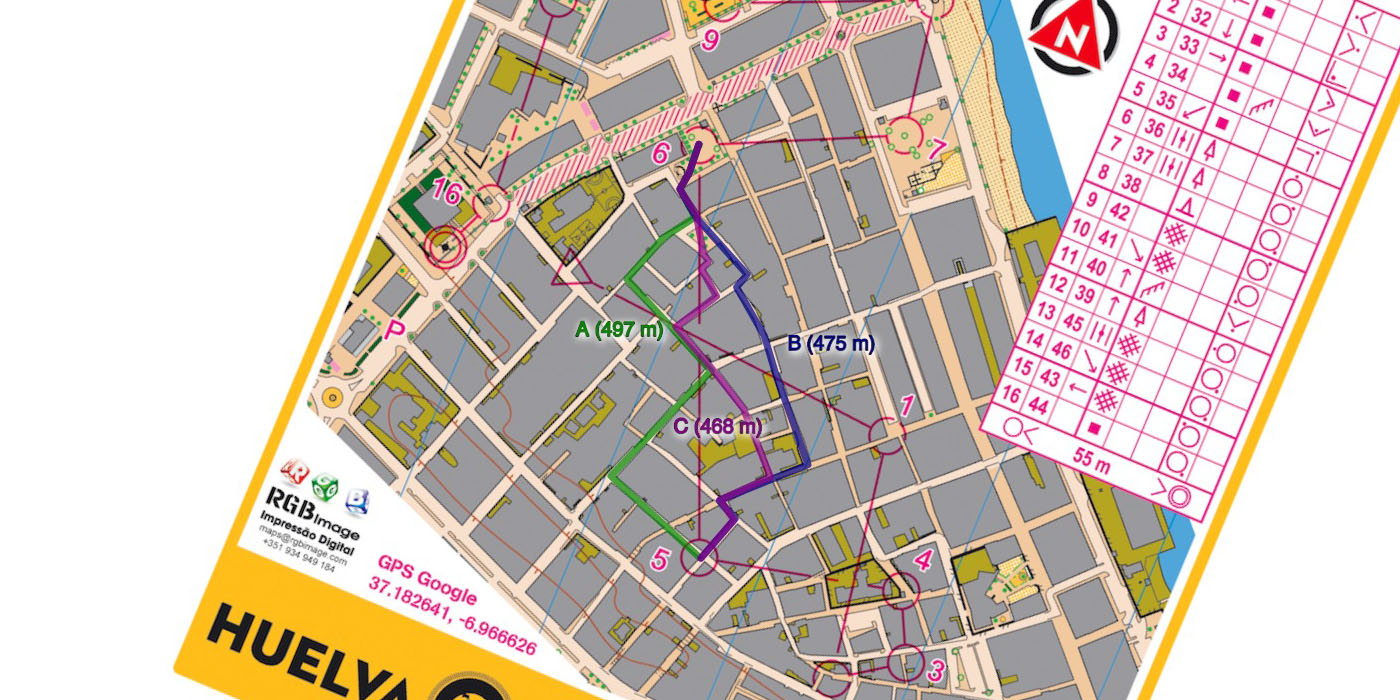 9
6
7
16
P
A (497 m)
B (475 m)
C (468 m)
1
5
4
3
N
2 32
3 33
4 34
5 35
6 36
7 37
8 38
9 42
10 41
11 40
12 39
13 45
14 46
15 43
16 44
55 m
RGB Image
Impressão Digital
maps@rgbimage.com
+351 934 949 184
GPS Google
37.182641, -6.966626
HUELVA